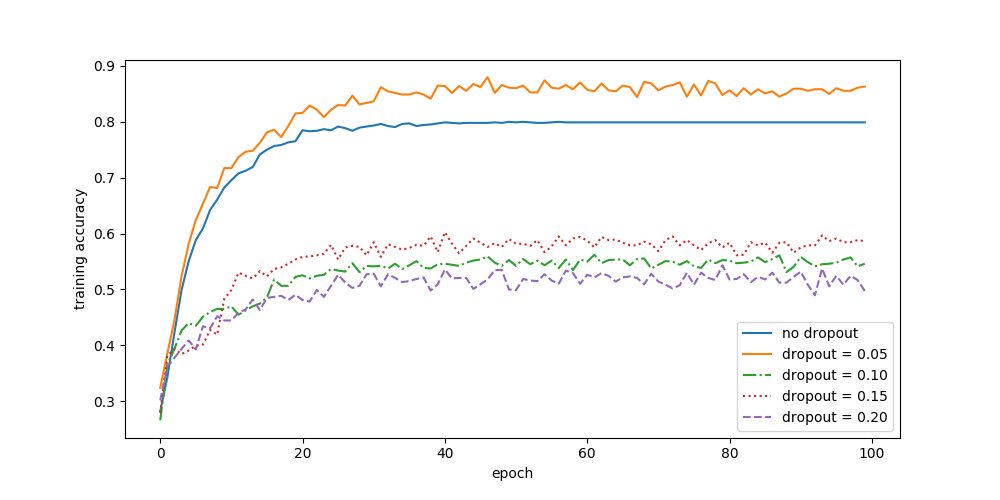 0.9
0.8
0.7
0.6
0.5
0.4
0.3
training accuracy
0 20 40 60 80 100
epoch
no dropout
dropout = 0.05
dropout = 0.10
dropout = 0.15
dropout = 0.20